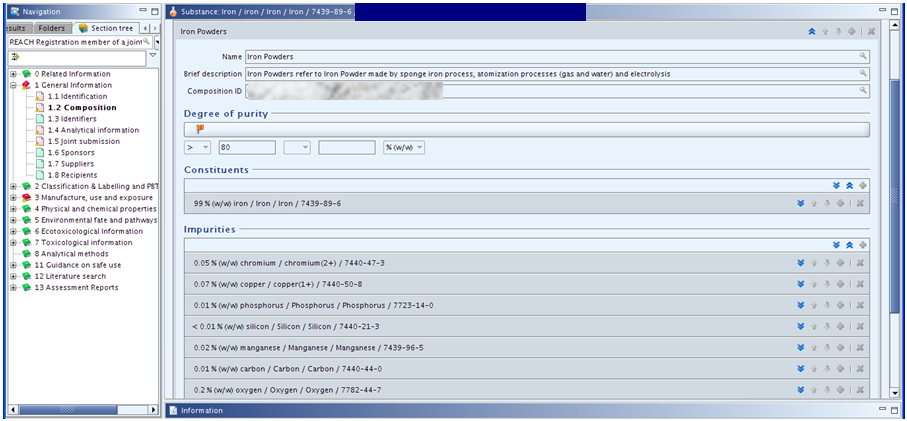 Navigation
esults Folders Section tree
REACH Registration member of a joint
0 Related Information
1 General Information
1.1 Identification
1.2 Composition
1.3 Identifiers
1.4 Analytical information
1.5 Joint submission
1.6 Sponsors
1.7 Suppliers
1.8 Recipients
2 Classification & Labelling and PBT
3 Manufacture, use and exposure
4 Physical and chemical properties
5 Environmental fate and pathways
6 Ecotoxicological Information
7 Toxicological information
8 Analytical methods
11 Guidance on safe use
12 Literature search
13 Assessment Reports
Substance: Iron / iron / Iron / Iron / 7439-89-6
Iron Powders
Name Iron Powders
Brief description Iron Powders refer to Iron Powder made by sponge iron process, atomization processes (gas and water) and electrolysis
Composition ID
Degree of purity
> 80 % (w/w)
Constituents
99 % (w/w) iron / Iron / Iron / 7439-89-6
Impurities
0.05 % (w/w) chromium / chromium(2+) / 7440-47-3
0.07 % (w/w) copper / copper(1+) / 7440-50-8
0.01 % (w/w) phosphorus / Phosphorus / Phosphorus / 7723-14-0
< 0.01 % (w/w) silicon / Silicon / Silicon / 7440-21-3
0.02 % (w/w) manganese / Manganese / Manganese / 7439-96-5
0.01 % (w/w) carbon / Carbon / Carbon / 7440-44-0
0.2 % (w/w) oxygen / Oxygen / Oxygen / 7782-44-7
Information